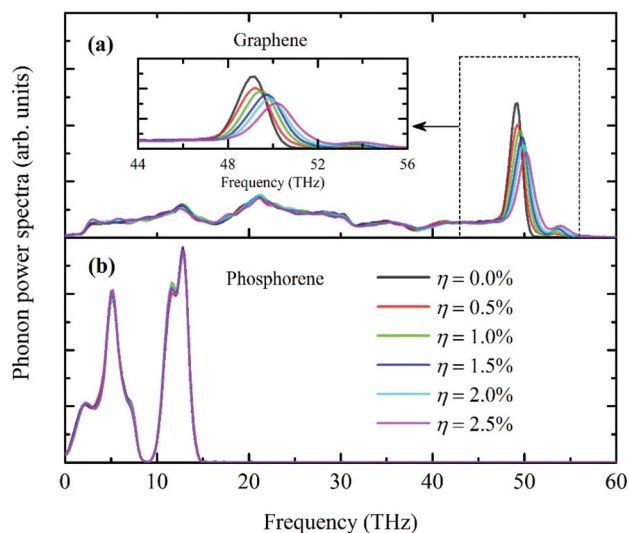 Phonon power spectra (arb. units)
(a)
Graphene
44 48 52 56
Frequency (THz)
(b)
Phosphorene
η = 0.0%
η = 0.5%
η = 1.0%
η = 1.5%
η = 2.0%
η = 2.5%
0 10 20 30 40 50 60
Frequency (THz)